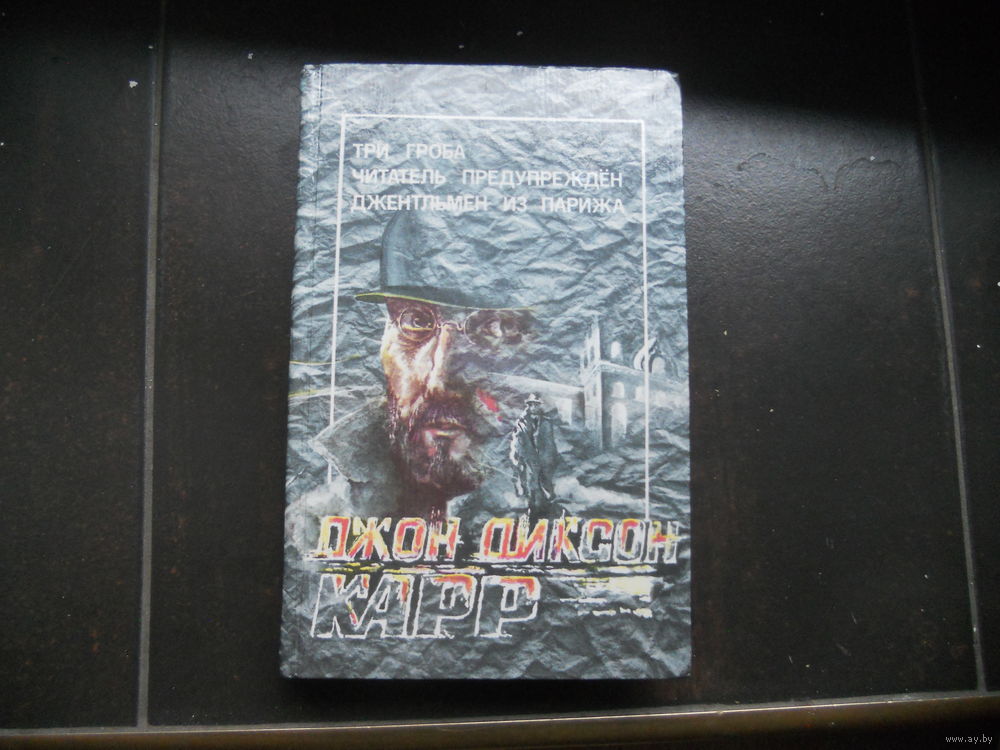 ТРИ ГРОБА
ЧИТАТЕЛЬ ПРЕДУПРЕЖДЁН
ДЖЕНТЛЬМЕН ИЗ ПАРИЖА
ДЖОН ДИКСОН
КАРР
www.ay.by